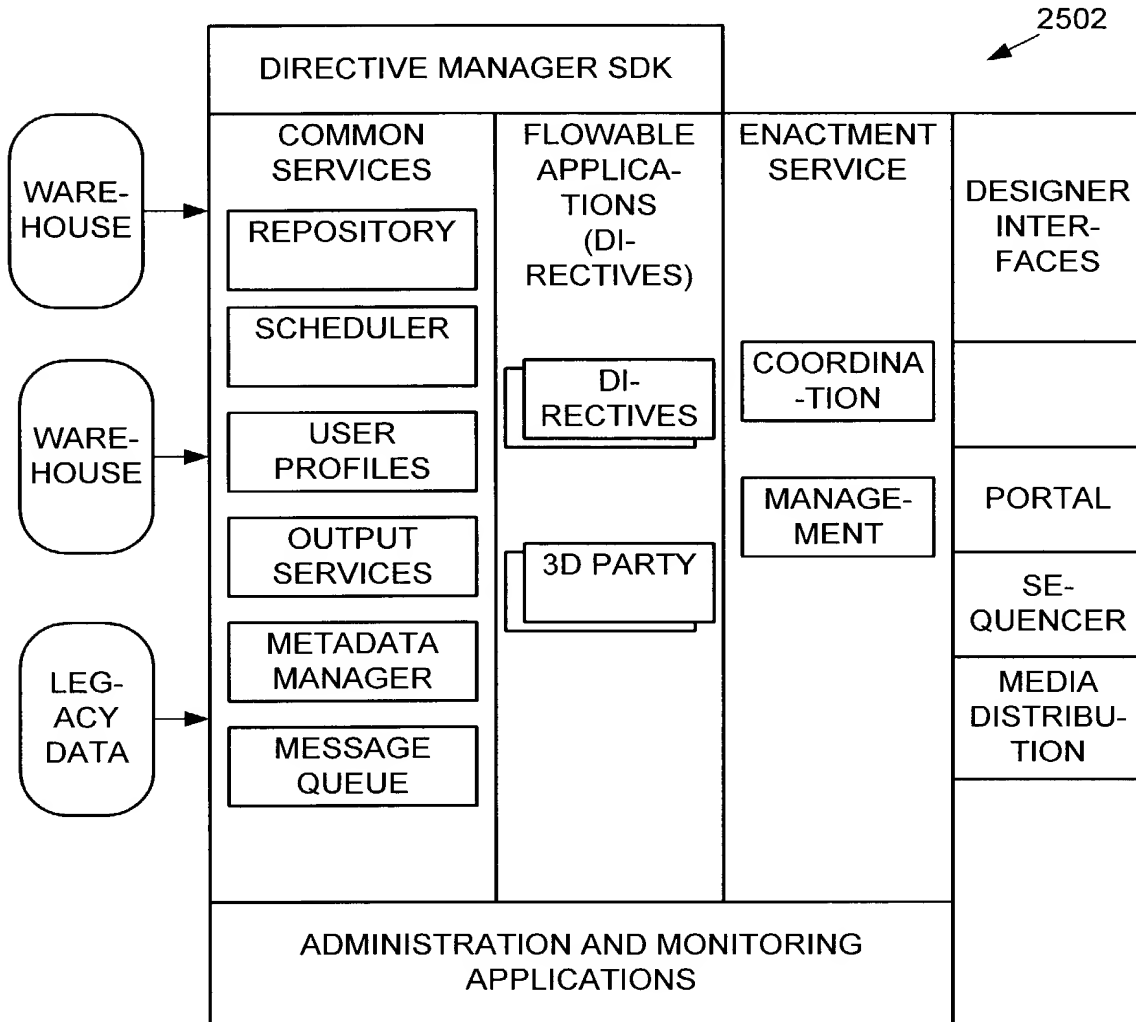 2502
DIRECTIVE MANAGER SDK
WARE-
HOUSE
WARE-
HOUSE
LEG-
ACY
DATA
COMMON
SERVICES
REPOSITORY
SCHEDULER
USER
PROFILES
OUTPUT
SERVICES
METADATA
MANAGER
MESSAGE
QUEUE
FLOWABLE
APPLICA-
TIONS
(DI-
RECTIVES)
DI-
RECTIVES
3D PARTY
ENACTMENT
SERVICE
COORDINA
-TION
MANAGE-
MENT
DESIGNER
INTER-
FACES
PORTAL
SE-
QUENCER
MEDIA
DISTRIBU-
TION
ADMINISTRATION AND MONITORING
APPLICATIONS